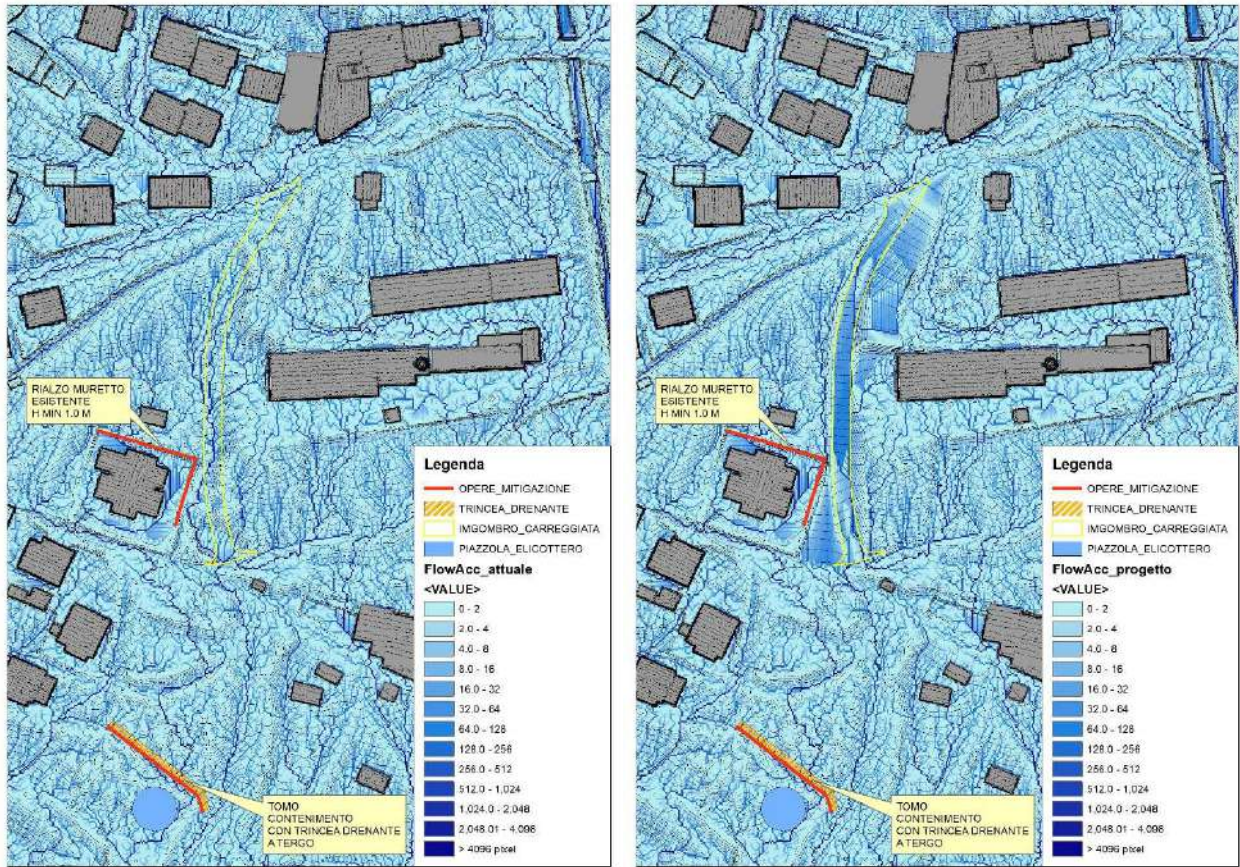 RIALZO MURETTO
ESISTENTE
H MIN 1.0 M
Legenda
OPERE_MITIGAZIONE
TRINCEA_DRENANTE
IMGOMBRO_CARREGGIATA
PIAZZOLA_ELICOTTERO
FlowAcc_attuale
<VALUE>
0 - 2
2.0 - 4
4.0 - 8
8.0 - 16
16.0 - 32
32.0 - 64
64.0 - 128
128.0 - 256
256.0 - 512
512.0 - 1,024
1,024.0 - 2,048
2,048.01 - 4,096
> 4096 pixel
TOMO
CONTENIMENTO
CON TRINCEA DRENANTE
A TERGO
RIALZO MURETTO
ESISTENTE
H MIN 1.0 M
Legenda
OPERE_MITIGAZIONE
TRINCEA_DRENANTE
IMGOMBRO_CARREGGIATA
PIAZZOLA_ELICOTTERO
FlowAcc_progetto
<VALUE>
0 - 2
2.0 - 4
4.0 - 8
8.0 - 16
16.0 - 32
32.0 - 64
64.0 - 128
128.0 - 256
256.0 - 512
512.0 - 1,024
1,024.0 - 2,048
2,048.01 - 4,096
> 4096 pixel
TOMO
CONTENIMENTO
CON TRINCEA DRENANTE
A TERGO